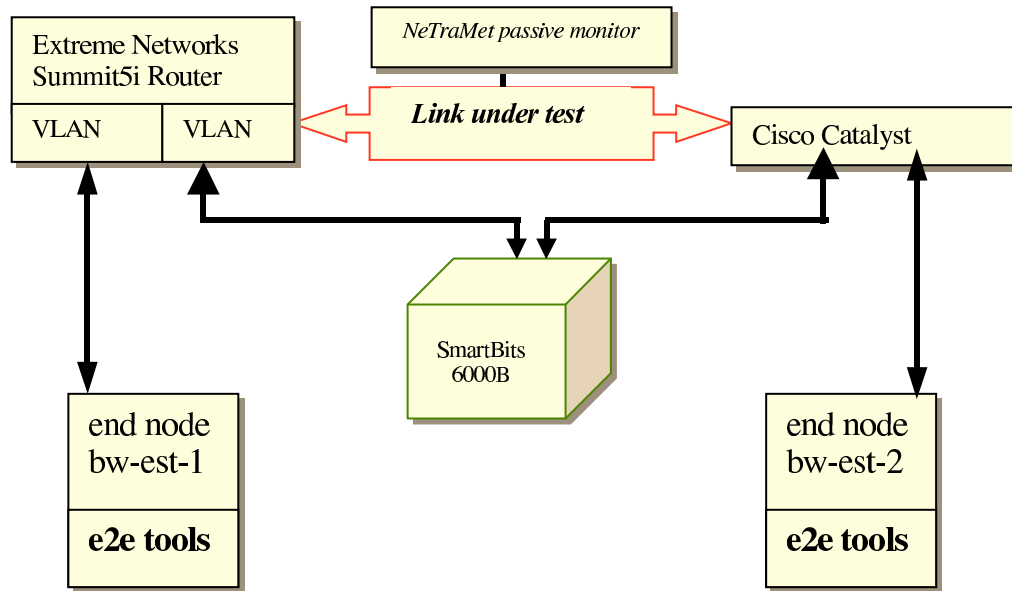 Extreme Networks
Summit5i Router
VLAN
VLAN
NeTraMet passive monitor
Link under test
Cisco Catalyst
SmartBits
6000B
end node
bw-est-1
e2e tools
end node
bw-est-2
e2e tools